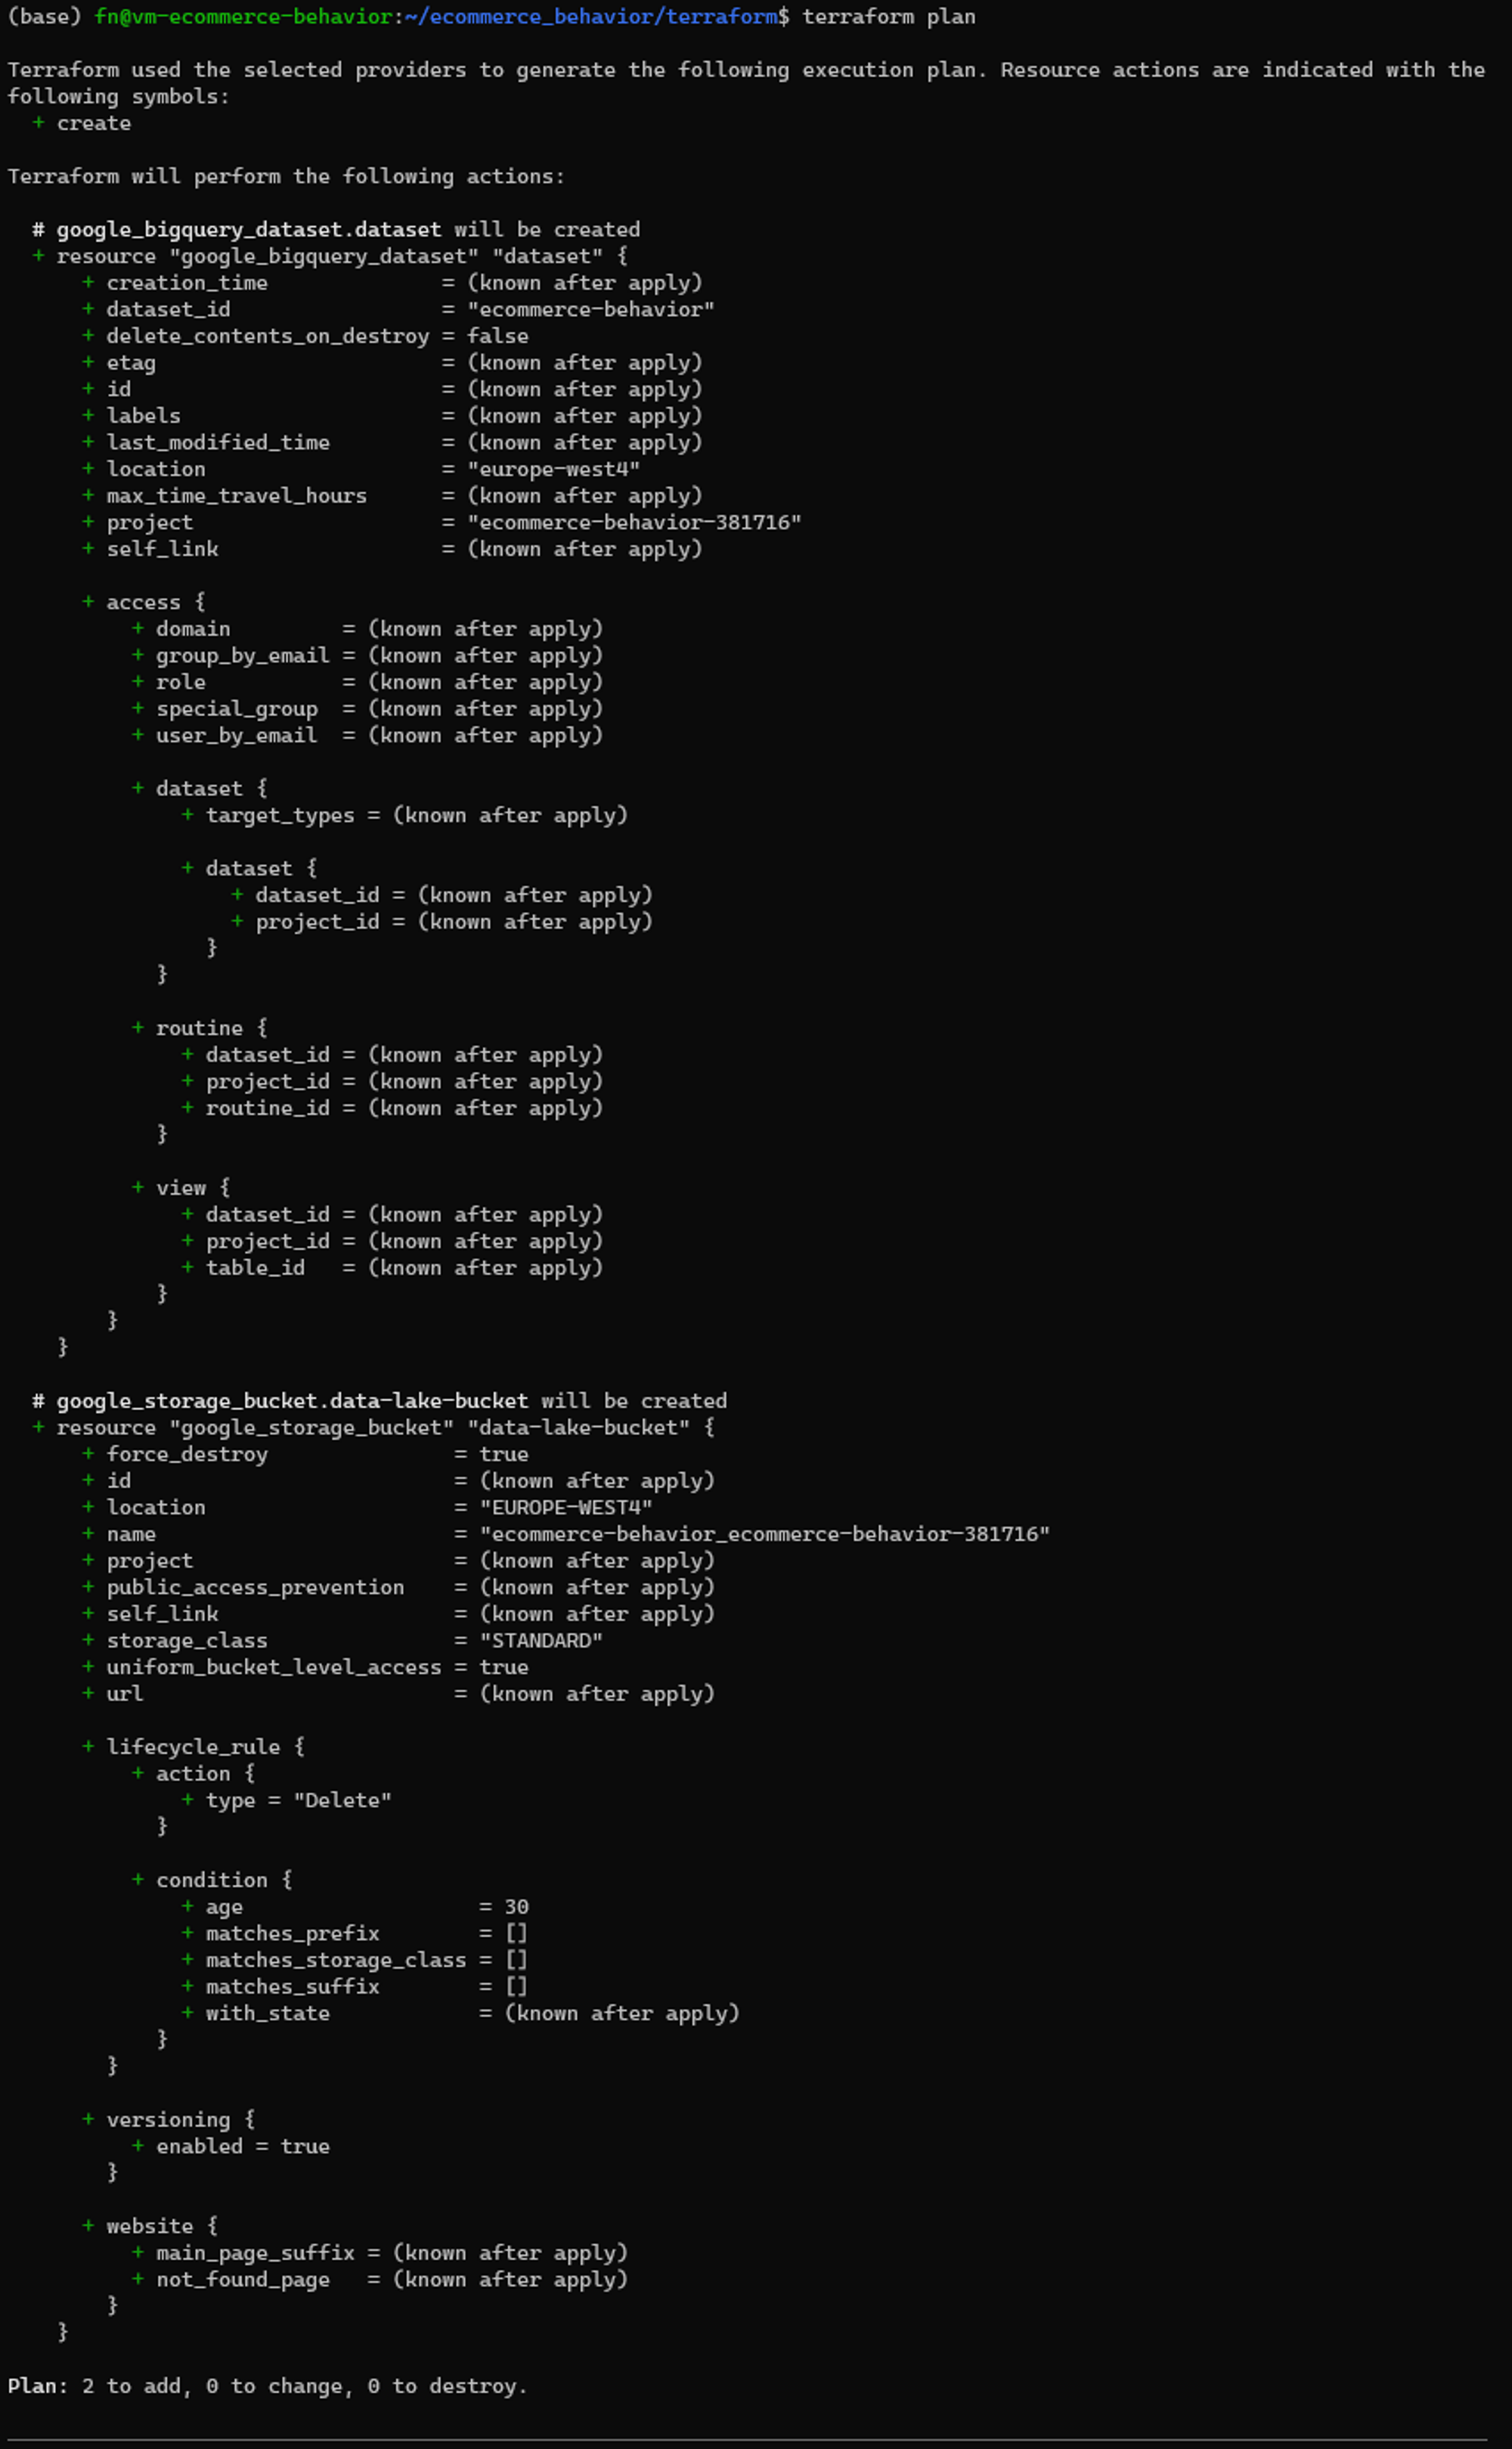 (base) fn@vm-ecommerce-behavior:~/ecommerce_behavior/terraform$ terraform plan

Terraform used the selected providers to generate the following execution plan. Resource actions are indicated with the
following symbols:
  + create

Terraform will perform the following actions:

  # google_bigquery_dataset.dataset will be created
  + resource "google_bigquery_dataset" "dataset" {
      + creation_time              = (known after apply)
      + dataset_id                 = "ecommerce-behavior"
      + delete_contents_on_destroy = false
      + etag                       = (known after apply)
      + id                         = (known after apply)
      + labels                     = (known after apply)
      + last_modified_time         = (known after apply)
      + location                   = "europe-west4"
      + max_time_travel_hours      = (known after apply)
      + project                    = "ecommerce-behavior-381716"
      + self_link                  = (known after apply)

      + access {
          + domain         = (known after apply)
          + group_by_email = (known after apply)
          + role           = (known after apply)
          + special_group  = (known after apply)
          + user_by_email  = (known after apply)

          + dataset {
              + target_types = (known after apply)

              + dataset {
                  + dataset_id = (known after apply)
                  + project_id = (known after apply)
                }
            }

          + routine {
              + dataset_id = (known after apply)
              + project_id = (known after apply)
              + routine_id = (known after apply)
            }

          + view {
              + dataset_id = (known after apply)
              + project_id = (known after apply)
              + table_id   = (known after apply)
            }
        }
    }

  # google_storage_bucket.data-lake-bucket will be created
  + resource "google_storage_bucket" "data-lake-bucket" {
      + force_destroy               = true
      + id                          = (known after apply)
      + location                    = "EUROPE-WEST4"
      + name                        = "ecommerce-behavior_ecommerce-behavior-381716"
      + project                     = (known after apply)
      + public_access_prevention    = (known after apply)
      + self_link                   = (known after apply)
      + storage_class               = "STANDARD"
      + uniform_bucket_level_access = true
      + url                         = (known after apply)

      + lifecycle_rule {
          + action {
              + type = "Delete"
            }

          + condition {
              + age                   = 30
              + matches_prefix        = []
              + matches_storage_class = []
              + matches_suffix        = []
              + with_state            = (known after apply)
            }
        }

      + versioning {
          + enabled = true
        }

      + website {
          + main_page_suffix = (known after apply)
          + not_found_page   = (known after apply)
        }
    }

Plan: 2 to add, 0 to change, 0 to destroy.